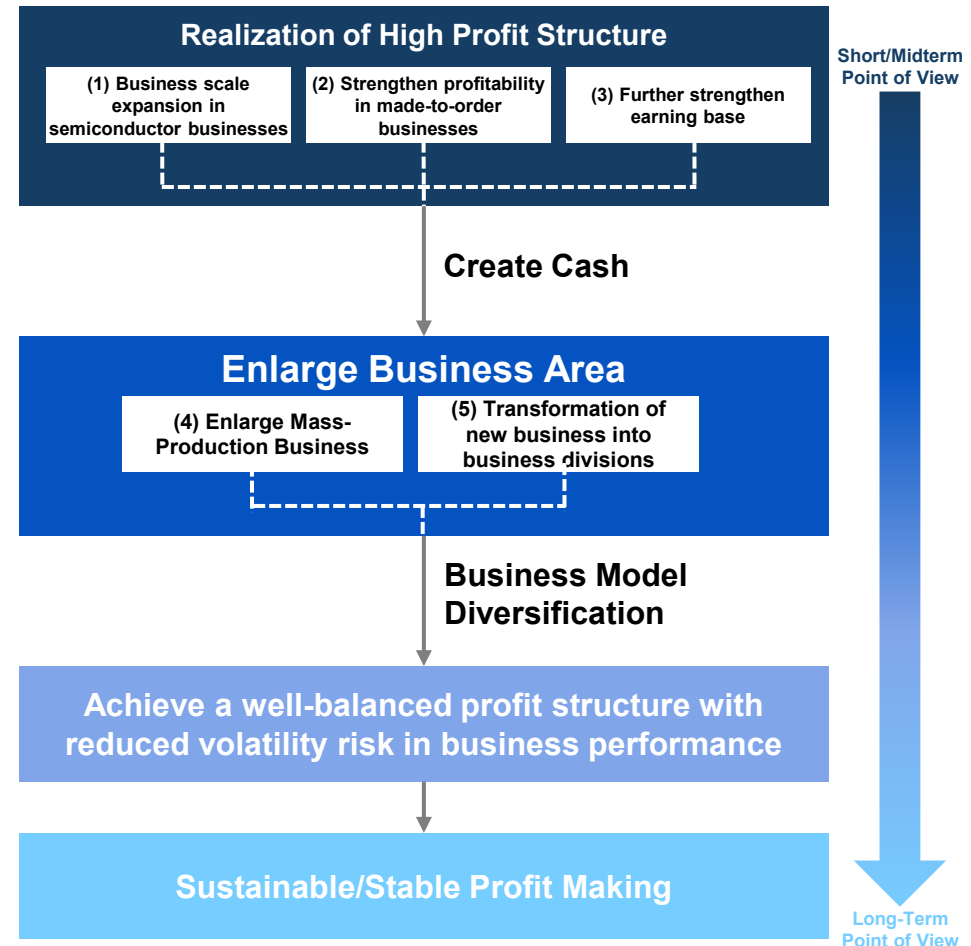 Realization of High Profit Structure
Short/Midterm
Point of View
(1) Business scale
expansion in
semiconductor businesses
(2) Strengthen profitability
in made-to-order
businesses
(3) Further strengthen
earning base
Create Cash
Enlarge Business Area
(4) Enlarge Mass-
Production Business
(5) Transformation of
new business into
business divisions
Business Model
Diversification
Achieve a well-balanced profit structure with
reduced volatility risk in business performance
Sustainable/Stable Profit Making
Long-Term
Point of View